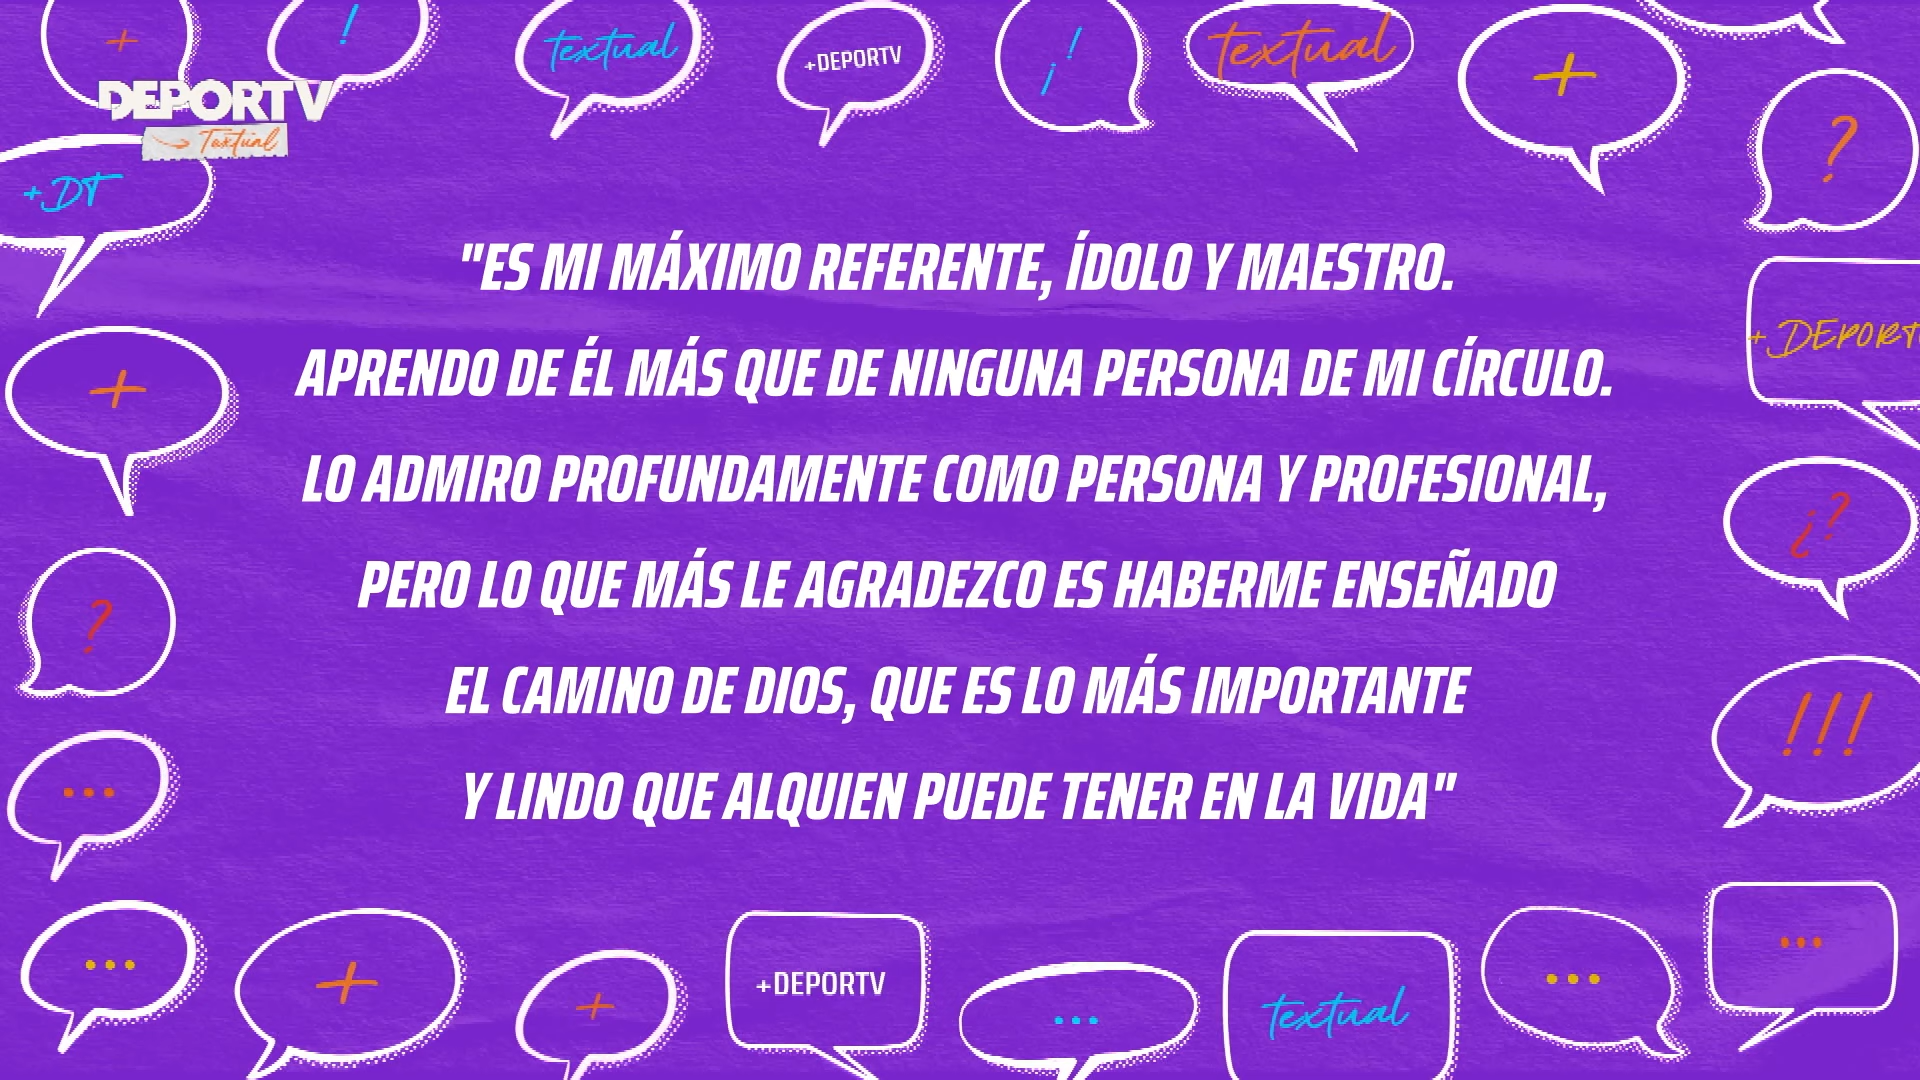 +
!
textual
+DEPORTV
¡!
textual
+
?
DEPORTV
Textual
+DT
"ES MI MÁXIMO REFERENTE, ÍDOLO Y MAESTRO.
APRENDO DE ÉL MÁS QUE DE NINGUNA PERSONA DE MI CÍRCULO.
LO ADMIRO PROFUNDAMENTE COMO PERSONA Y PROFESIONAL,
PERO LO QUE MÁS LE AGRADEZCO ES HABERME ENSEÑADO
EL CAMINO DE DIOS, QUE ES LO MÁS IMPORTANTE
Y LINDO QUE ALQUIEN PUEDE TENER EN LA VIDA"
+ DEPORT
+
¿?
?
!!!
...
...
+
+
+DEPORTV
...
textual
...
...